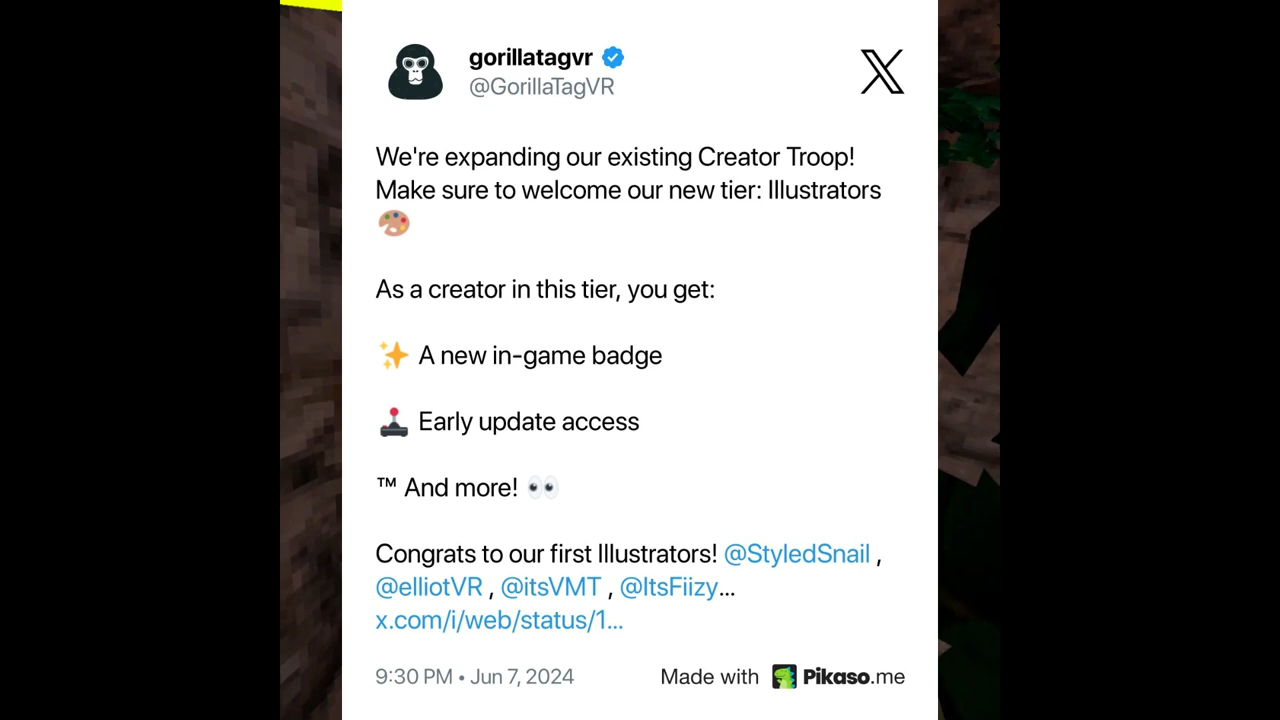 gorillatagvr
@GorillaTagVR
We're expanding our existing Creator Troop!
Make sure to welcome our new tier: Illustrators
🎨
As a creator in this tier, you get:
✨ A new in-game badge
🕹️ Early update access
™ And more! 👀
Congrats to our first Illustrators! @StyledSnail ,
@elliotVR , @itsVMT , @ItsFiizy…
x.com/i/web/status/1…
9:30 PM • Jun 7, 2024
Made with Pikaso.me